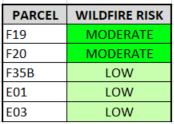 PARCEL WILDFIRE RISK
F19 MODERATE
F20 MODERATE
F35B LOW
E01 LOW
E03 LOW